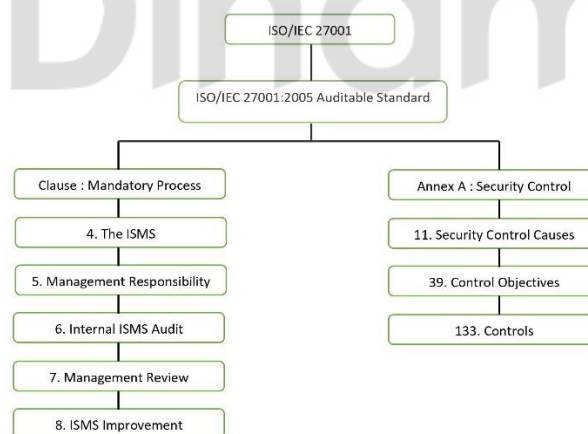 ISO/IEC 27001
ISO/IEC 27001:2005 Auditable Standard
Clause : Mandatory Process
4. The ISMS
5. Management Responsibility
6. Internal ISMS Audit
7. Management Review
8. ISMS Improvement
Annex A : Security Control
11. Security Control Causes
39. Control Objectives
133. Controls